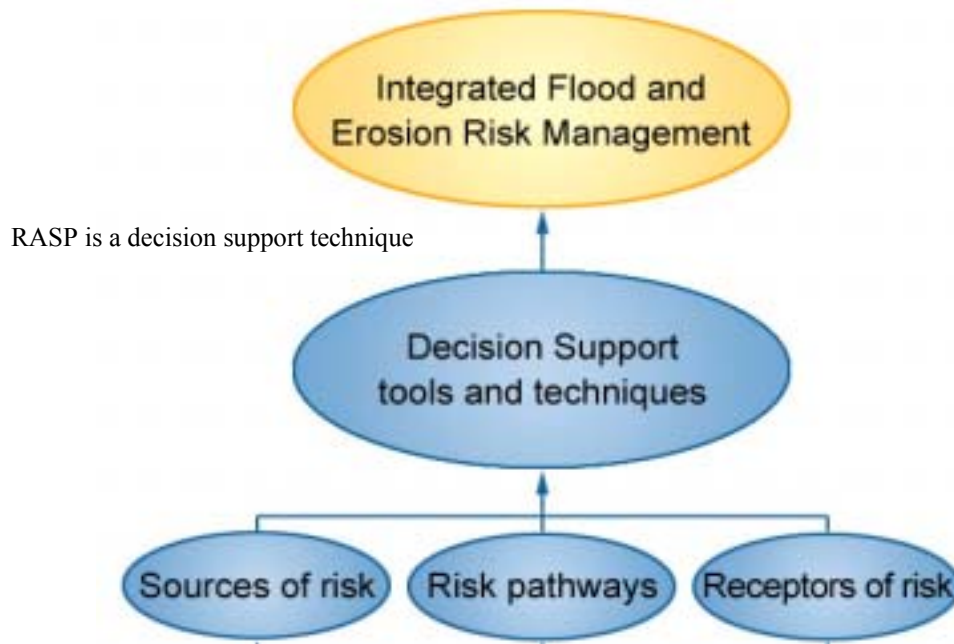 Integrated Flood and
Erosion Risk Management
RASP is a decision support technique
Decision Support
tools and techniques
Sources of risk
Risk pathways
Receptors of risk